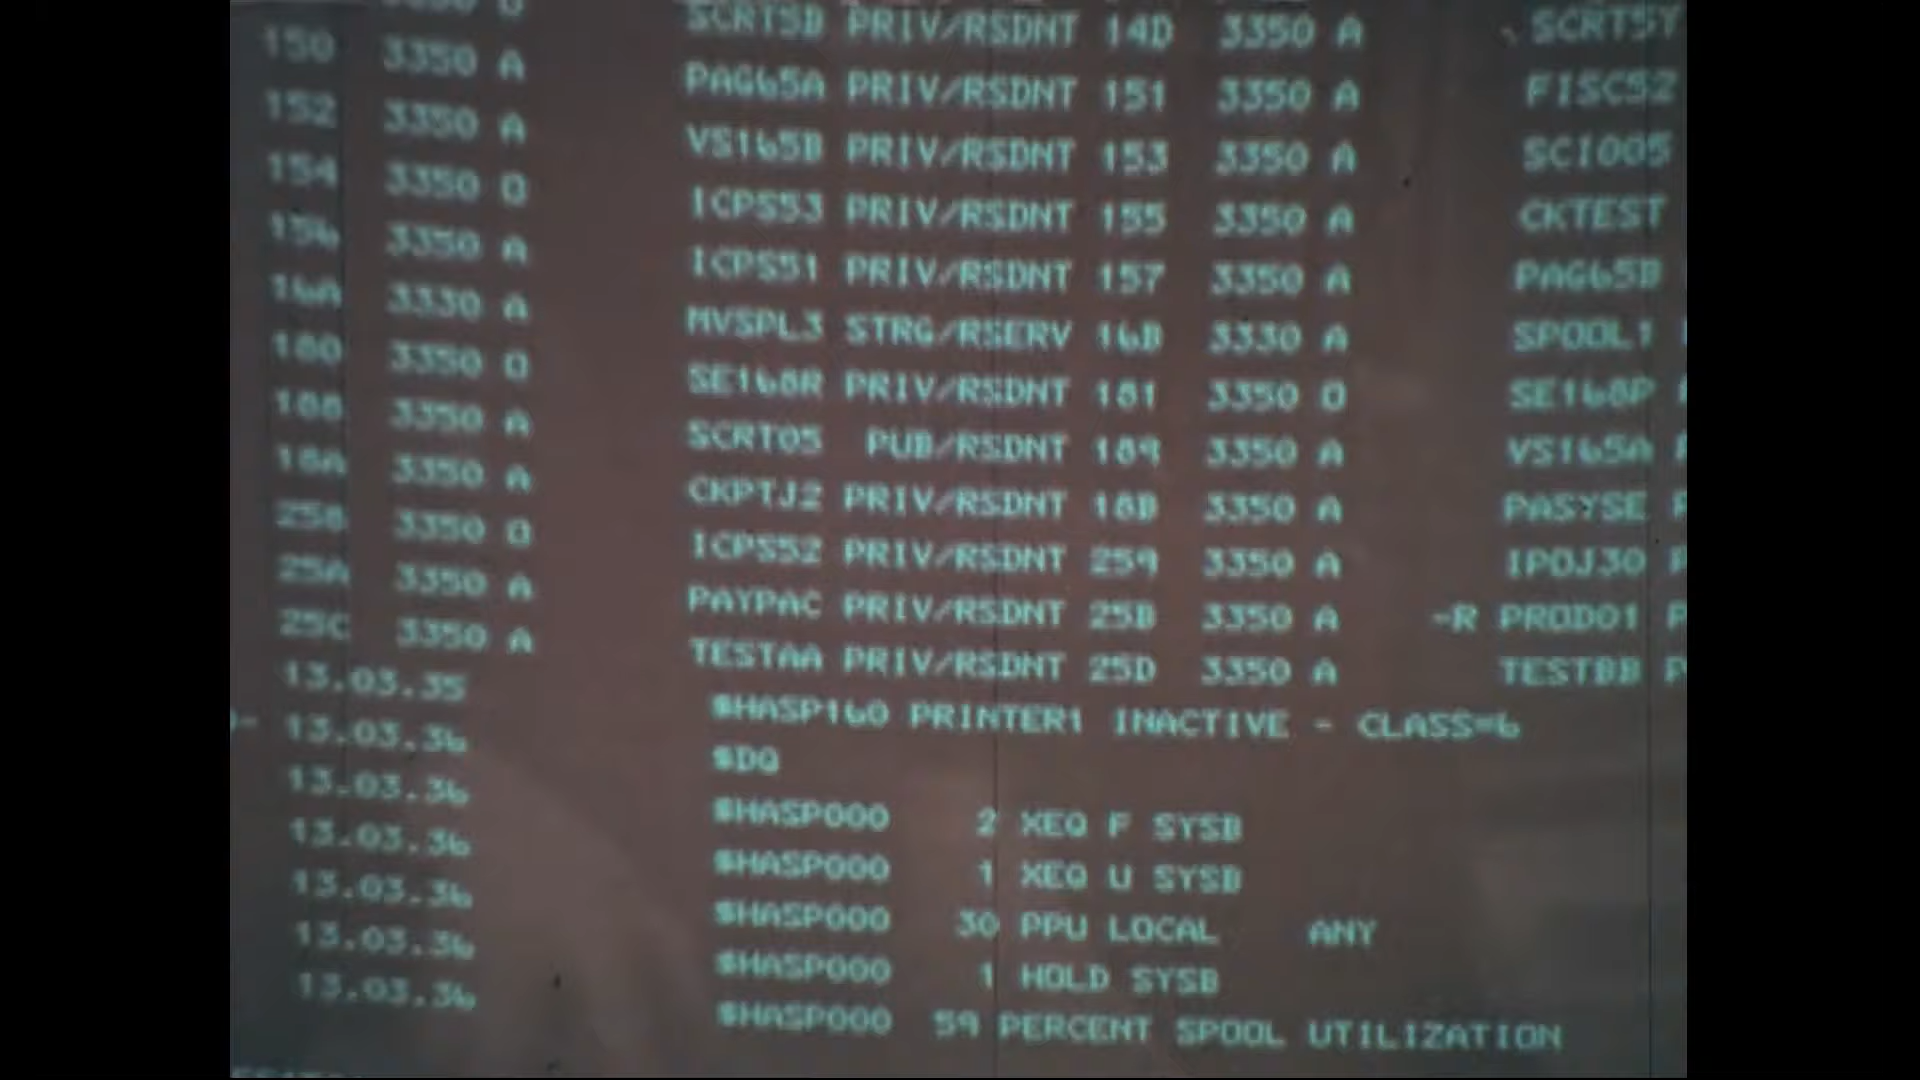 3350 O SCRT5B PRIV/RSDNT 14D 3350 A SCRT5Y
150 3350 A PAG65A PRIV/RSDNT 151 3350 A FISC52
152 3350 A VS165B PRIV/RSDNT 153 3350 A SCI005
154 3350 O ICPS53 PRIV/RSDNT 155 3350 A CKTEST
156 3350 A ICPS51 PRIV/RSDNT 157 3350 A PAG65B
16A 3330 A MVSPL3 STRG/RSERV 16B 3330 A SPOOL1
180 3350 O SE168R PRIV/RSDNT 181 3350 O SE168P
188 3350 A SCRT05 PUB/RSDNT 189 3350 A VS165A
18A 3350 A CKPTJ2 PRIV/RSDNT 18B 3350 A PASYSE P
258 3350 O ICPS52 PRIV/RSDNT 259 3350 A IPOJ30 P
25A 3350 A PAYPAC PRIV/RSDNT 25B 3350 A -R PROD01 P
25C 3350 A TESTAA PRIV/RSDNT 25D 3350 A TESTBB P
13.03.35 $HASP160 PRINTER1 INACTIVE - CLASS=6
- 13.03.36 $DQ
13.03.36 $HASP000 2 XEQ F SYSB
13.03.36 $HASP000 1 XEQ U SYSB
13.03.36 $HASP000 30 PPU LOCAL ANY
13.03.36 $HASP000 1 HOLD SYSB
13.03.36 $HASP000 59 PERCENT SPOOL UTILIZATION